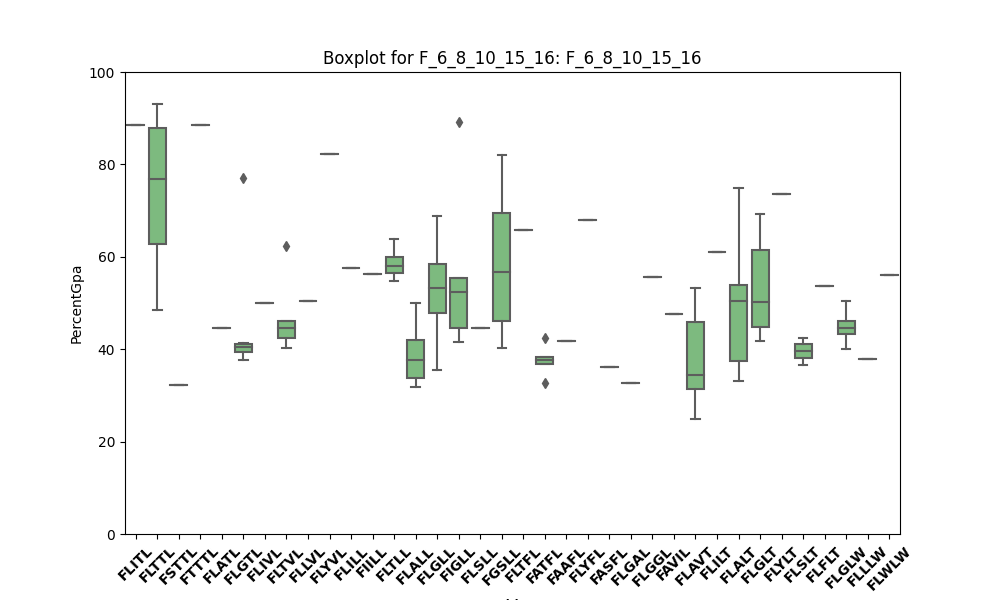 Boxplot for F_6_8_10_15_16: F_6_8_10_15_16
PercentGpa
100
80
60
40
20
0
FLITL
FLTTL
FSTTL
FTTTL
FLATL
FLGTL
FLIVL
FLTVL
FLLVL
FLYVL
FLILL
FIILL
FLTLL
FLALL
FLGLL
FIGLL
FLSLL
FGSLL
FLTFL
FATFL
FAAFL
FLYFL
FASFL
FLGAL
FLGGL
FAVIL
FLAVT
FLILT
FLALT
FLGLT
FLYLT
FLSLT
FLFLT
FLGLW
FLLLW
FLWLW